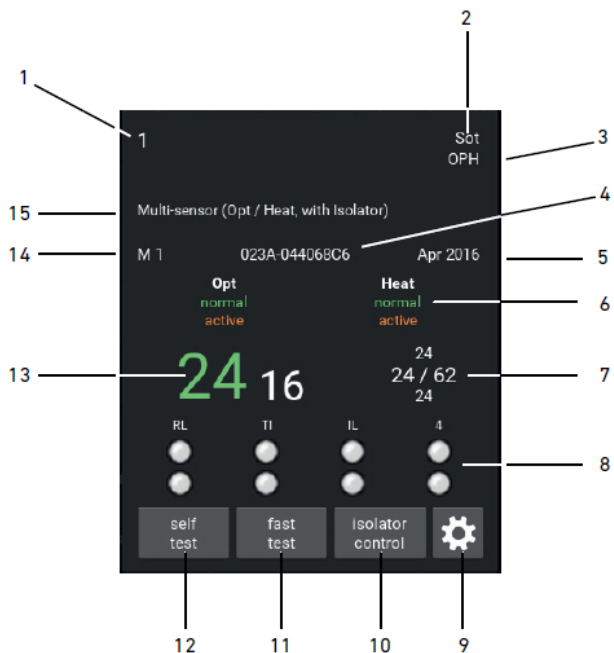 2
1
1
Sot
OPH
3
4
15
Multi-sensor (Opt / Heat, with Isolator)
14
M 1 023A-044068C6 Apr 2016
5
Opt Heat
normal normal
active active
6
13
24 16
24
24 / 62
24
7
RL TI IL 4
8
self test
fast test
isolator control
12 11 10 9